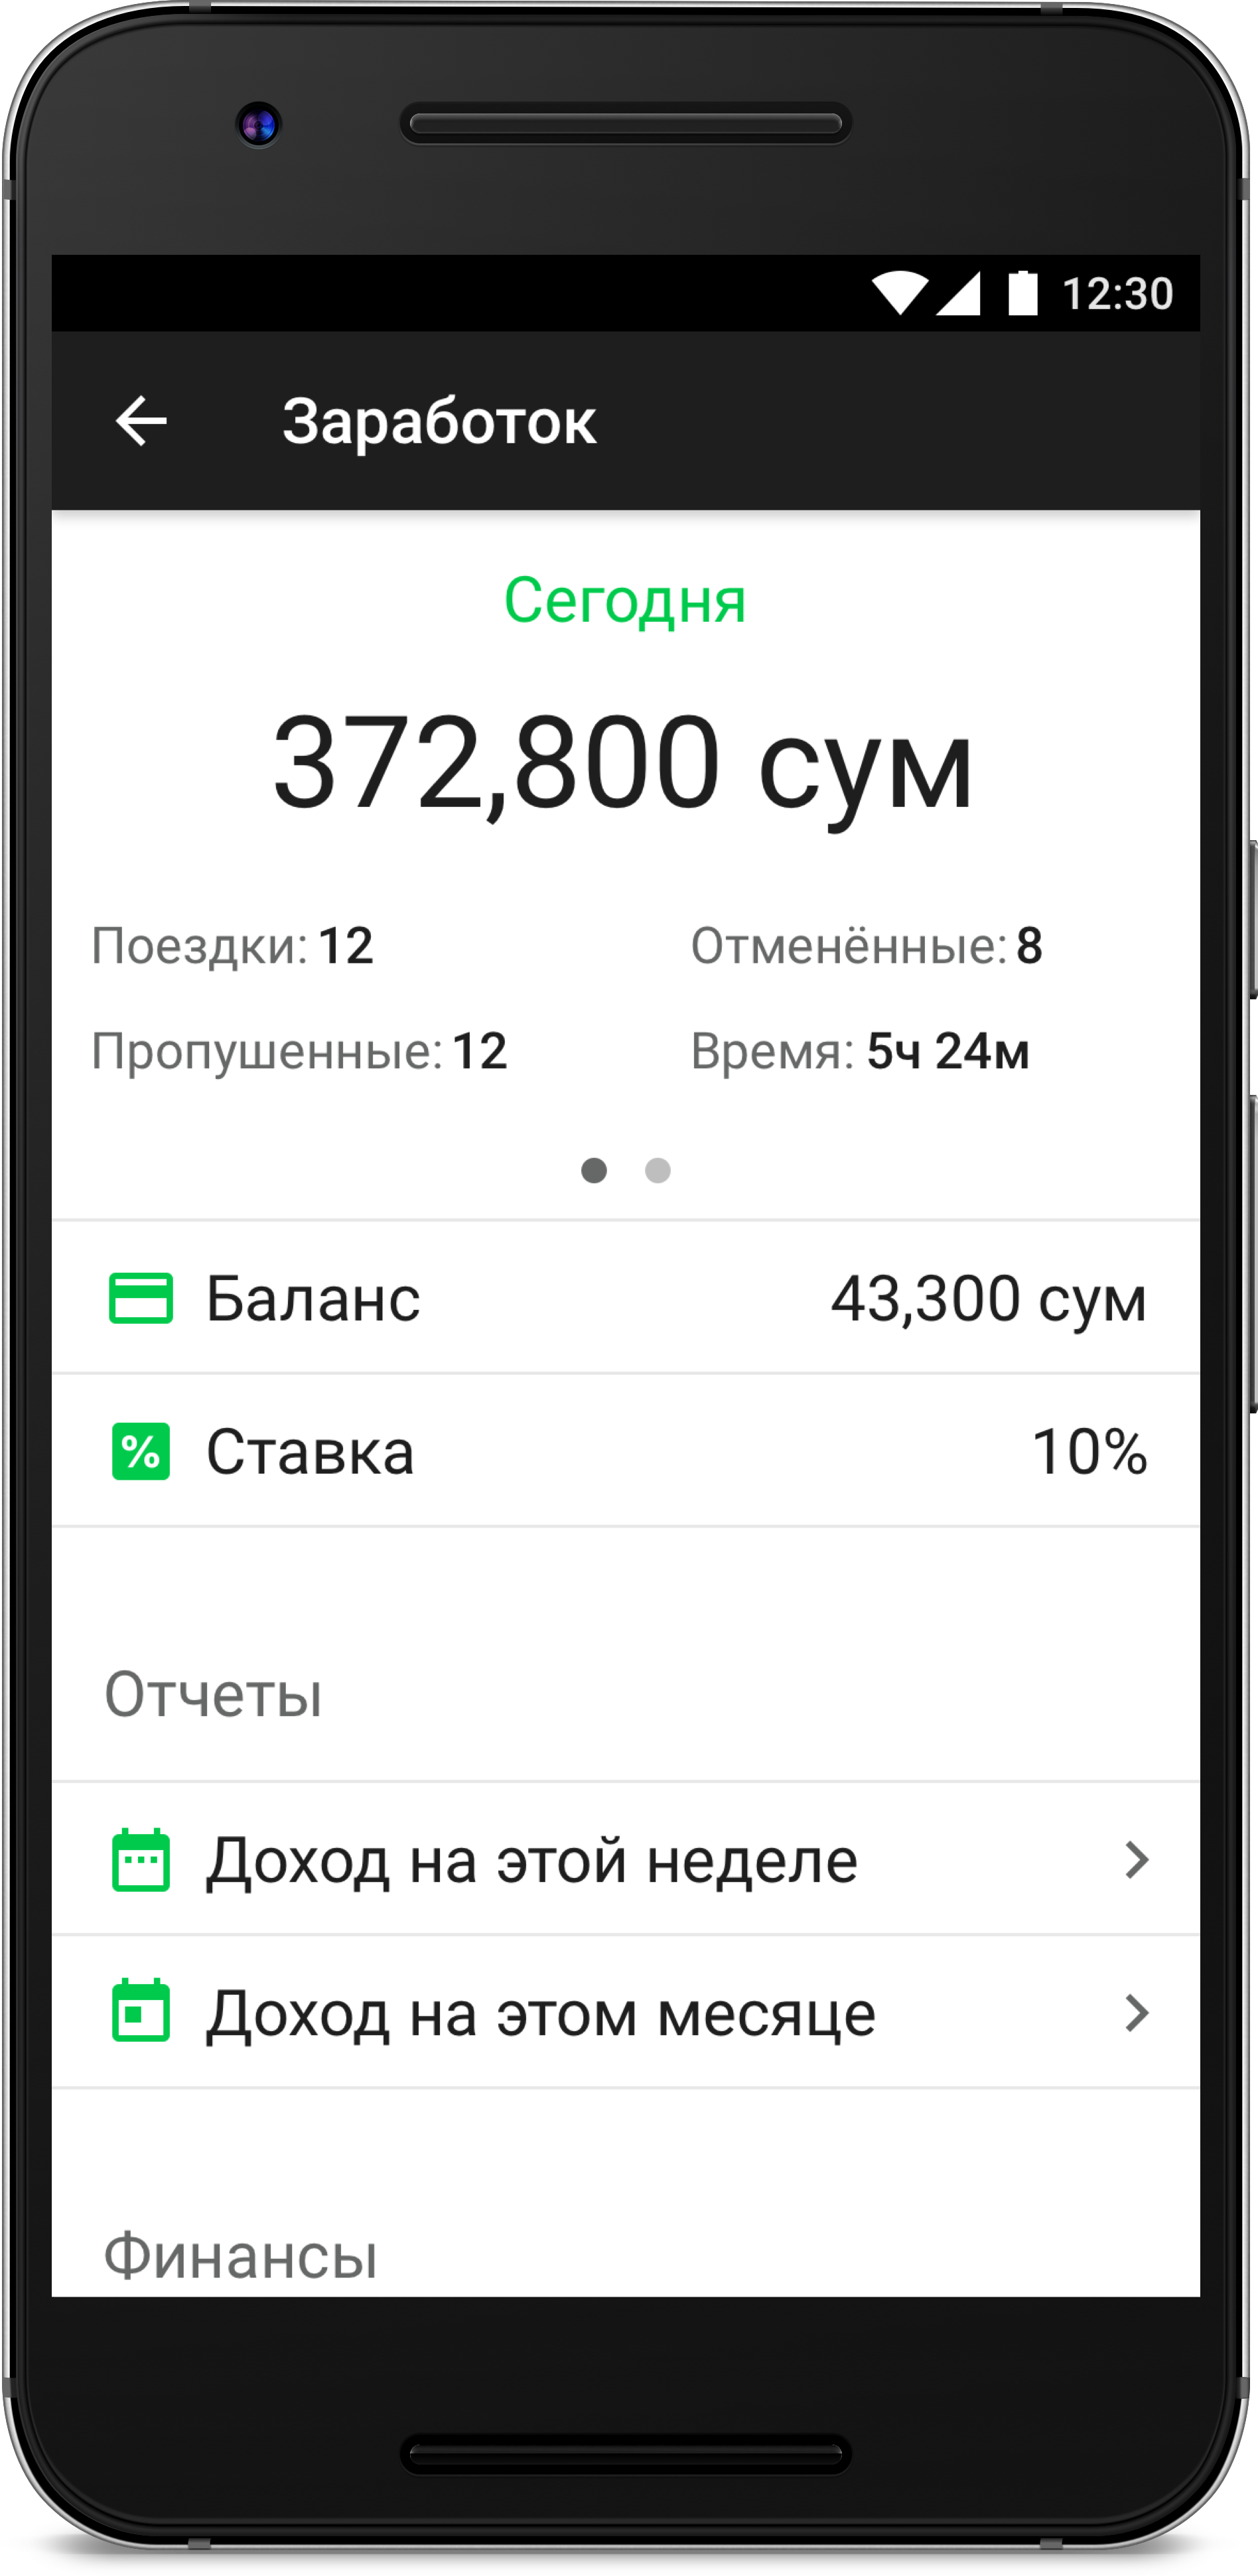 12:30
Заработок
Сегодня
372,800 сум
Поездки: 12 Отменённые: 8
Пропушенные: 12 Время: 5ч 24м
Баланс 43,300 сум
% Ставка 10%
Отчеты
Доход на этой неделе
Доход на этом месяце
Финансы